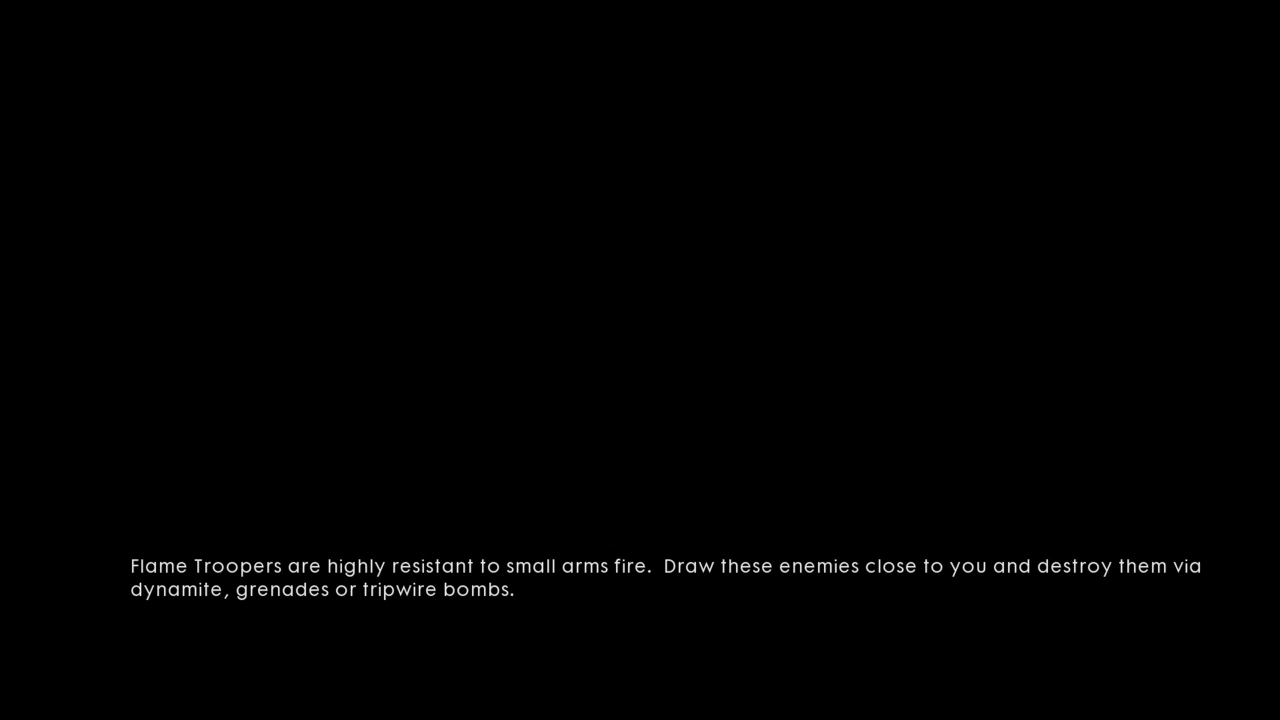 Flame Troopers are highly resistant to small arms fire.  Draw these enemies close to you and destroy them via
dynamite, grenades or tripwire bombs.